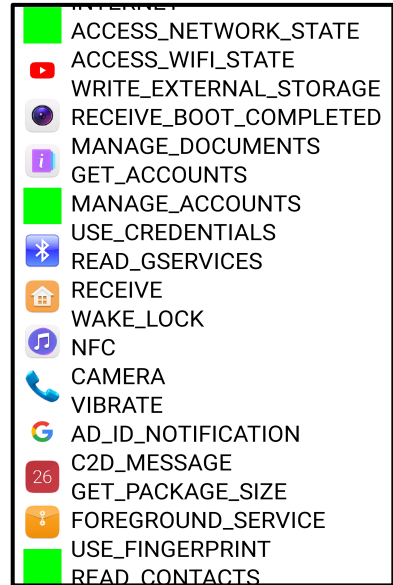 INTERNET
ACCESS_NETWORK_STATE
ACCESS_WIFI_STATE
WRITE_EXTERNAL_STORAGE
RECEIVE_BOOT_COMPLETED
MANAGE_DOCUMENTS
i
GET_ACCOUNTS
MANAGE_ACCOUNTS
USE_CREDENTIALS
READ_GSERVICES
RECEIVE
WAKE_LOCK
NFC
CAMERA
VIBRATE
G
AD_ID_NOTIFICATION
C2D_MESSAGE
26
GET_PACKAGE_SIZE
FOREGROUND_SERVICE
USE_FINGERPRINT
READ_CONTACTS